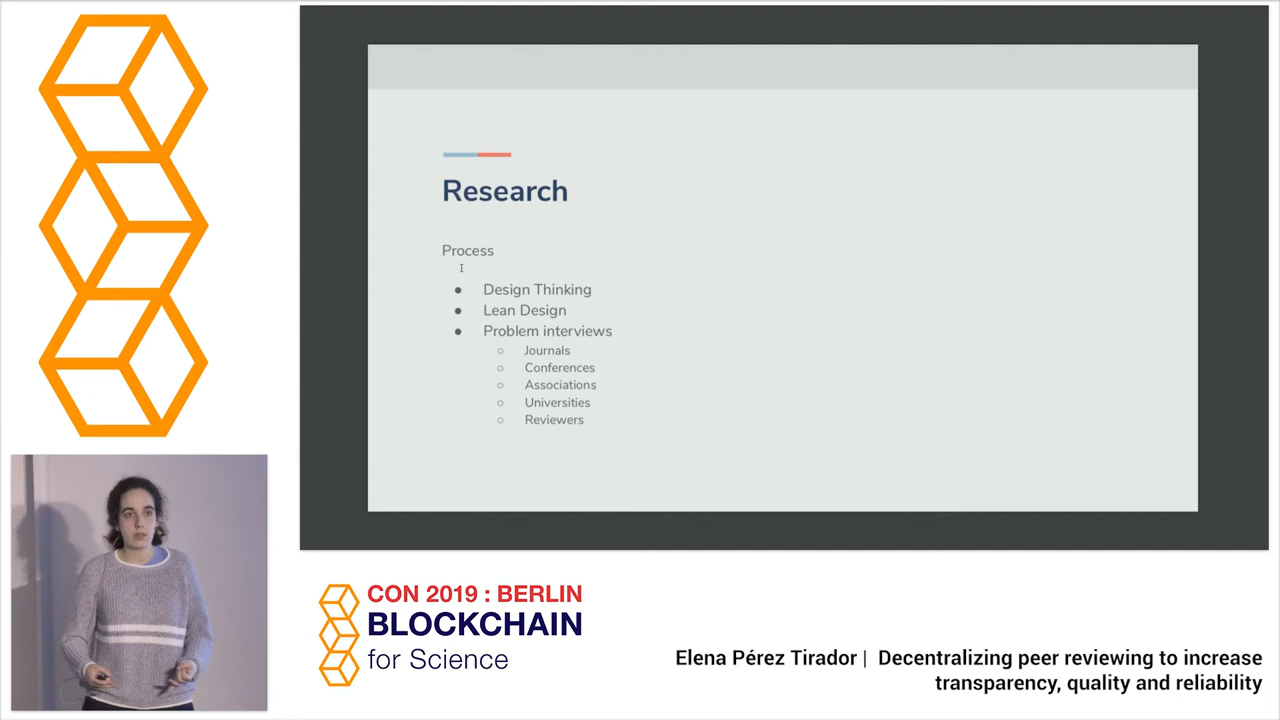 Research
Process
Design Thinking
Lean Design
Problem interviews
Journals
Conferences
Associations
Universities
Reviewers
CON 2019 : BERLIN
BLOCKCHAIN
for Science
Elena Pérez Tirador | Decentralizing peer reviewing to increase
transparency, quality and reliability